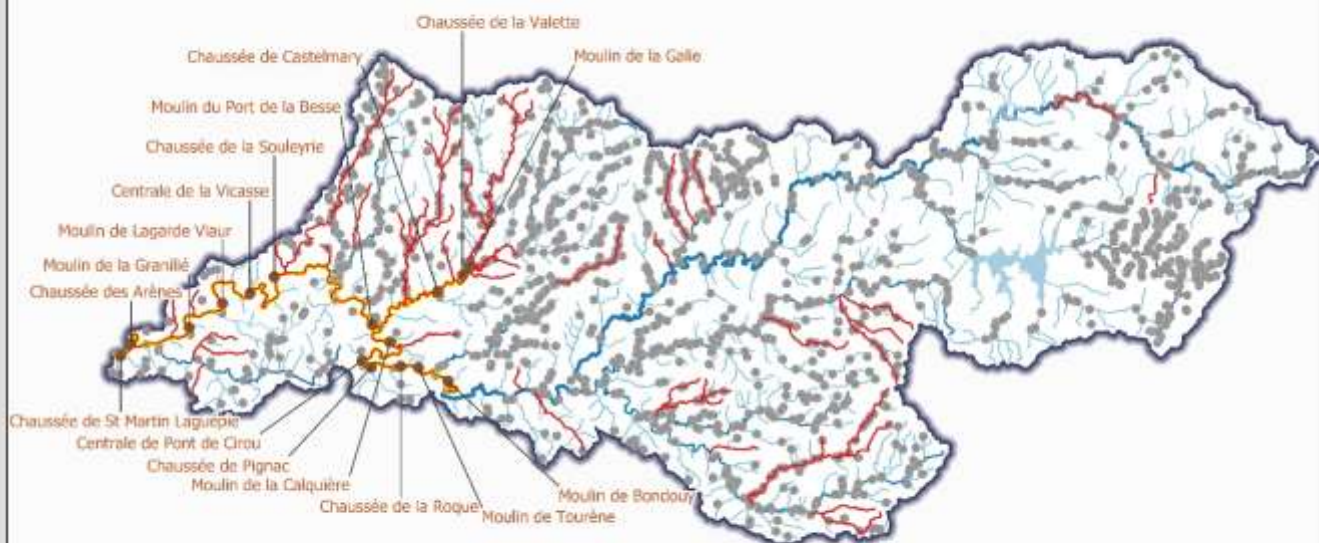 Chaussée de la Valette
Chaussée de Castelmary
Moulin de la Galie
Moulin du Port de la Besse
Chaussée de la Souleyrie
Centrale de la Vicasse
Moulin de Lagarde Viaur
Moulin de la Granilié
Chaussée des Arènes
Chaussée de St Martin Laguépie
Centrale de Pont de Cirou
Chaussée de Pignac
Moulin de la Calquière
Moulin de Bondouy
Chaussée de la Roque
Moulin de Tourène